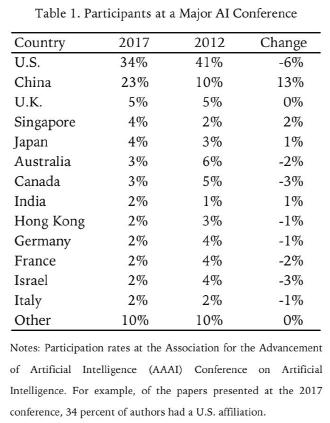 Table 1. Participants at a Major AI Conference
Country 2017 2012 Change
U.S. 34% 41% -6%
China 23% 10% 13%
U.K. 5% 5% 0%
Singapore 4% 2% 2%
Japan 4% 3% 1%
Australia 3% 6% -2%
Canada 3% 5% -3%
India 2% 1% 1%
Hong Kong 2% 3% -1%
Germany 2% 4% -1%
France 2% 4% -2%
Israel 2% 4% -3%
Italy 2% 2% -1%
Other 10% 10% 0%
Notes: Participation rates at the Association for the Advancement
of Artificial Intelligence (AAAI) Conference on Artificial
Intelligence. For example, of the papers presented at the 2017
conference, 34 percent of authors had a U.S. affiliation.